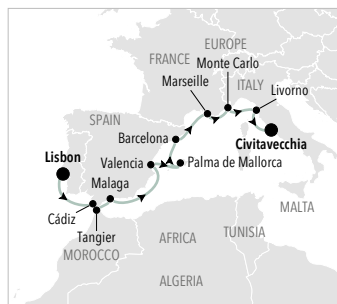 EUROPE
FRANCE
Monte Carlo
Marseille
ITALY
Livorno
SPAIN
Barcelona
Civitavecchia
Lisbon
Valencia
Palma de Mallorca
Malaga
MALTA
Cádiz
Tangier
AFRICA
TUNISIA
MOROCCO
ALGERIA